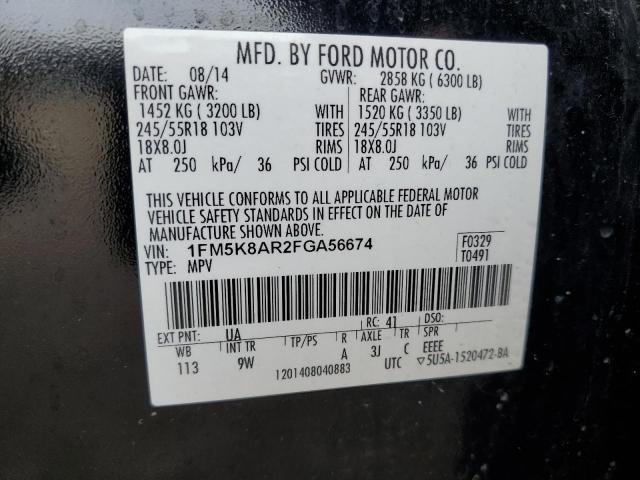 MFD. BY FORD MOTOR CO.
DATE: 08/14 GVWR: 2858 KG ( 6300 LB)
FRONT GAWR: REAR GAWR:
1452 KG ( 3200 LB) 1520 KG ( 3350 LB) WITH
245/55R18 103V TIRES 245/55R18 103V TIRES
18X8.0J RIMS 18X8.0J RIMS
AT 250 kPa/ 36 PSI COLD AT 250 kPa/ 36 PSI COLD
THIS VEHICLE CONFORMS TO ALL APPLICABLE FEDERAL MOTOR
VEHICLE SAFETY STANDARDS IN EFFECT ON THE DATE OF
MANUFACTURE SHOWN ABOVE.
VIN: 1FM5K8AR2FGA56674 F0329
TYPE: MPV T0491
EXT PNT: UA RC: 41 DSO:
WB INT TR TP/PS R AXLE TR SPR
113 9W A 3J C EEEE
1201408040883 UTC ▽5U5A-1520472-BA